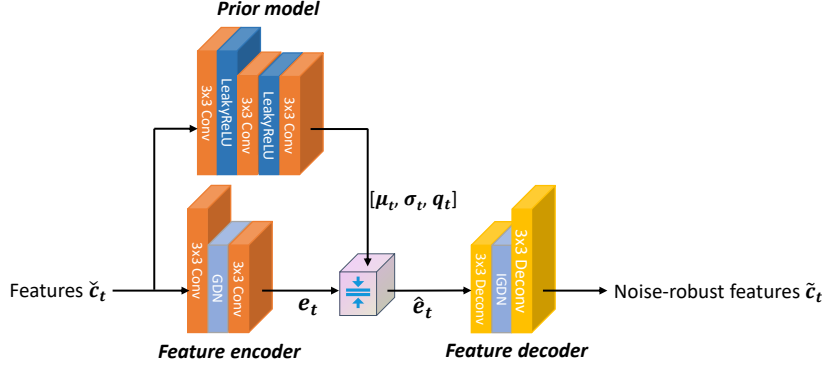 Prior model
3x3 Conv
LeakyReLU
3x3 Conv
LeakyReLU
3x3 Conv
[μₜ, σₜ, qₜ]
Features č̌ₜ
3x3 Conv
GDN
3x3 Conv
eₜ
êₜ
3x3 Deconv
IGDN
3x3 Deconv
Noise-robust features c̃ₜ
Feature encoder
Feature decoder